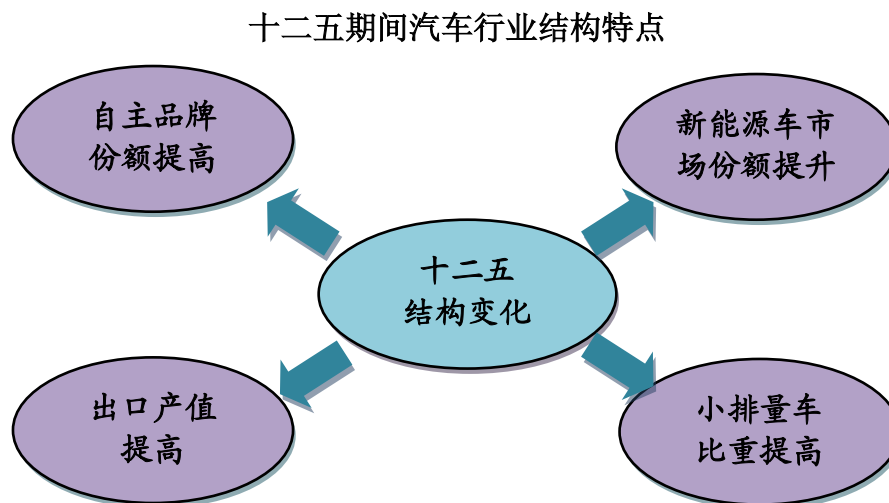 十二五期间汽车行业结构特点
自主品牌
份额提高
新能源车市
场份额提升
十二五
结构变化
出口产值
提高
小排量车
比重提高